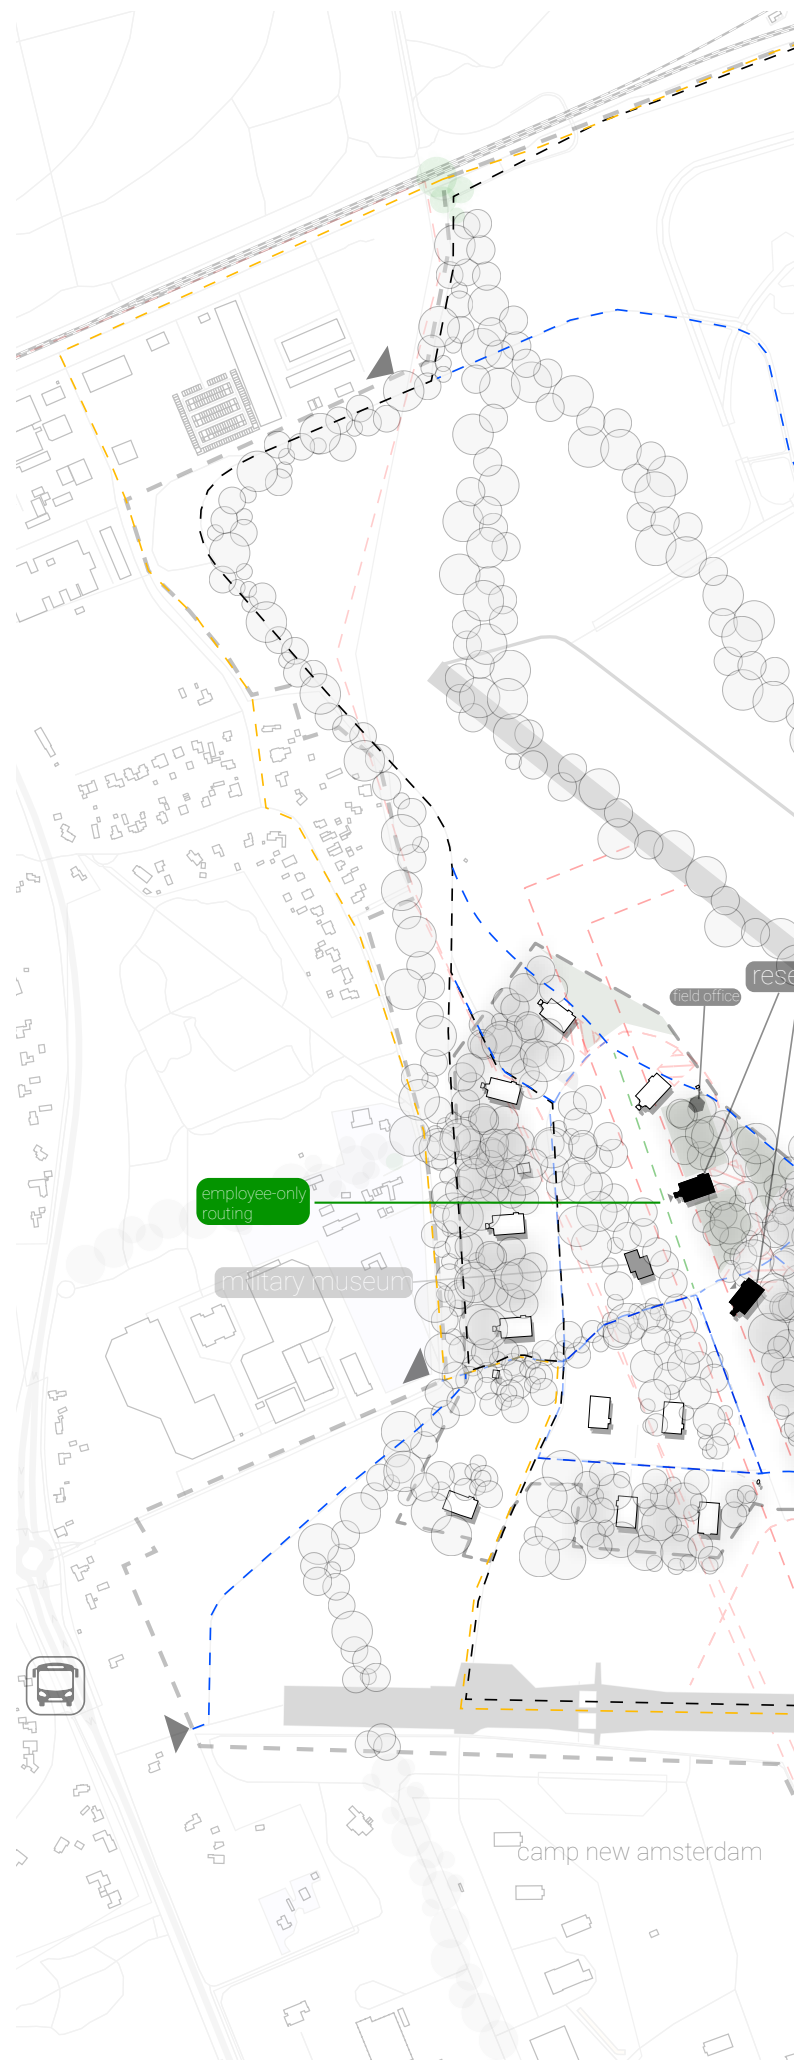 rese
field office
employee-only
routing
military museum
camp new amsterdam